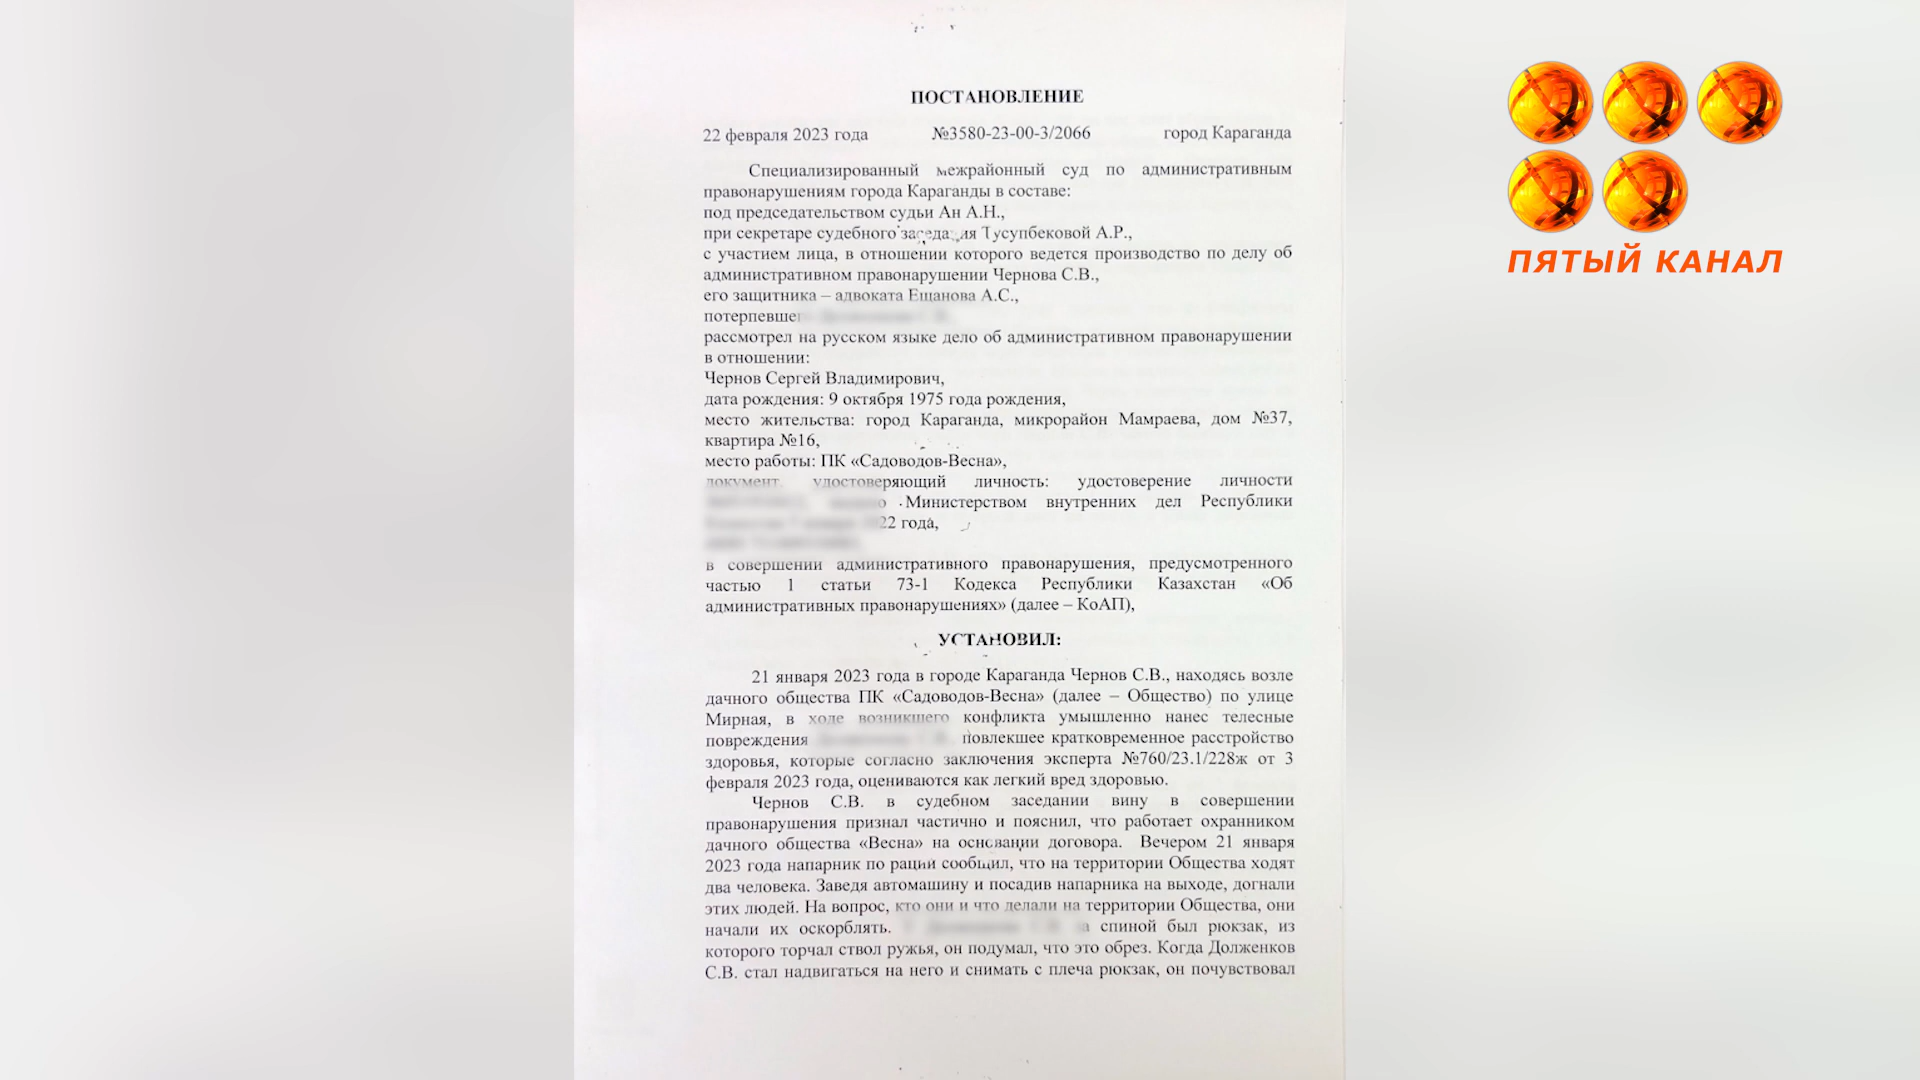 ПОСТАНОВЛЕНИЕ
22 февраля 2023 года №3580-23-00-3/2066 город Караганда
Специализированный межрайонный суд по административным
правонарушениям города Караганды в составе:
под председательством судьи Ан А.Н.,
при секретаре судебного заседания Тусупбековой А.Р.,
с участием лица, в отношении которого ведется производство по делу об
административном правонарушении Чернова С.В.,
его защитника – адвоката Ешанова А.С.,
рассмотрел на русском языке дело об административном правонарушении
в отношении:
Чернов Сергей Владимирович,
дата рождения: 9 октября 1975 года рождения,
место жительства: город Караганда, микрорайон Мамраева, дом №37,
квартира №16,
место работы: ПК «Садоводов-Весна»,
документ, удостоверяющий личность: удостоверение личности
Министерством внутренних дел Республики
года,
в совершении административного правонарушения, предусмотренного
частью 1 статьи 73-1 Кодекса Республики Казахстан «Об
административных правонарушениях» (далее – КоАП),
УСТАНОВИЛ:
21 января 2023 года в городе Караганда Чернов С.В., находясь возле
дачного общества ПК «Садоводов-Весна» (далее – Общество) по улице
Мирная, в ходе возникшего конфликта умышленно нанес телесные
повреждения повлекшее кратковременное расстройство
здоровья, которые согласно заключения эксперта №760/23.1/228ж от 3
февраля 2023 года, оцениваются как легкий вред здоровью.
Чернов С.В. в судебном заседании вину в совершении
правонарушения признал частично и пояснил, что работает охранником
дачного общества «Весна» на основании договора. Вечером 21 января
2023 года напарник по рации сообщил, что на территории Общества ходят
два человека. Заведя автомашину и посадив напарника на выходе, догнали
этих людей. На вопрос, кто они и что делали на территории Общества, они
начали их оскорблять. за спиной был рюкзак, из
которого торчал ствол ружья, он подумал, что это обрез. Когда Долженков
С.В. стал надвигаться на него и снимать с плеча рюкзак, он почувствовал
ПЯТЫЙ КАНАЛ